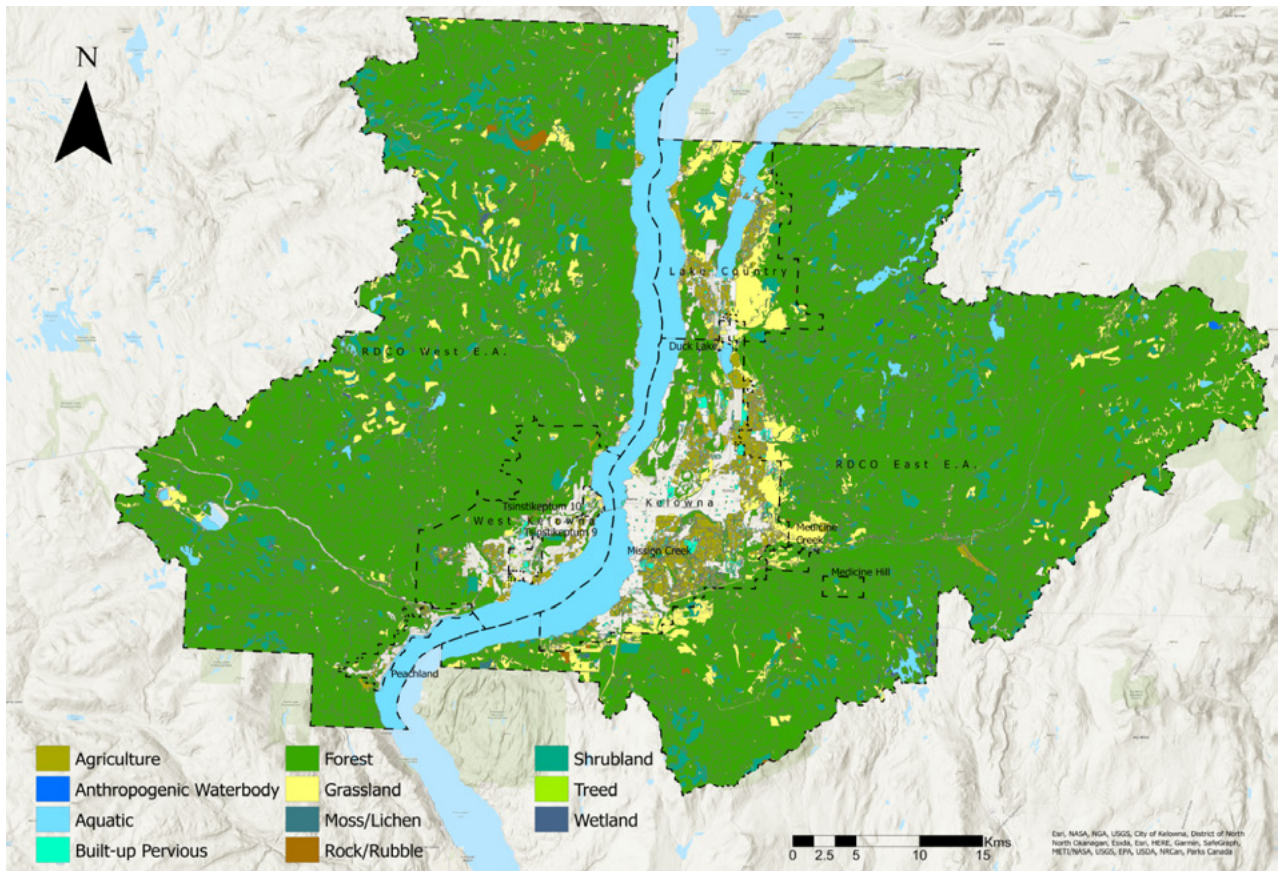 N
Lake Country
Duck Lake
RDCO West E.A.
RDCO East E.A.
Tsinstikeptum 10
West Kelowna
Tsinstikeptum 9
Kelowna
Mission Creek
Medicine
Creek
Medicine Hill
Peachland
Agriculture
Anthropogenic Waterbody
Aquatic
Built-up Pervious
Forest
Grassland
Moss/Lichen
Rock/Rubble
Shrubland
Treed
Wetland
Kms
0 2.5 5 10 15
Esri, NASA, NGA, USGS, City of Kelowna, District of North
North Okanagan, Esxda, Esri, HERE, Garmin, SafeGraph,
METI/NASA, USGS, EPA, USDA, NRCan, Parks Canada